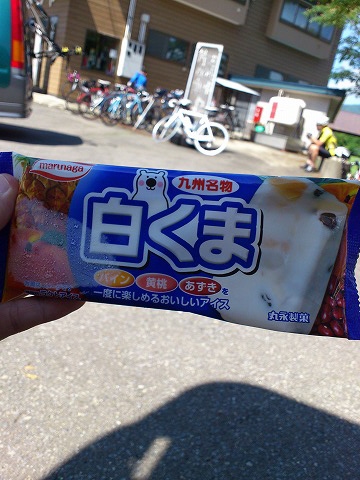 marunaga
九州名物
白くま
パイン 黄桃 あずき を
一度に楽しめるおいしいアイス
丸永製菓